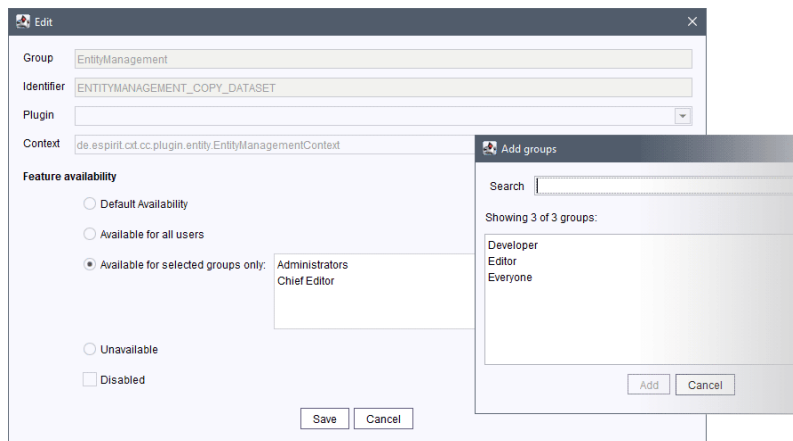 Edit
Group EntityManagement
Identifier ENTITYMANAGEMENT_COPY_DATASET
Plugin
Context de.espirit.cxt.cc.plugin.entity.EntityManagementContext
Feature availability
Default Availability
Available for all users
Available for selected groups only: Administrators
Chief Editor
Unavailable
Disabled
Save Cancel
Add groups
Search
Showing 3 of 3 groups:
Developer
Editor
Everyone
Add Cancel